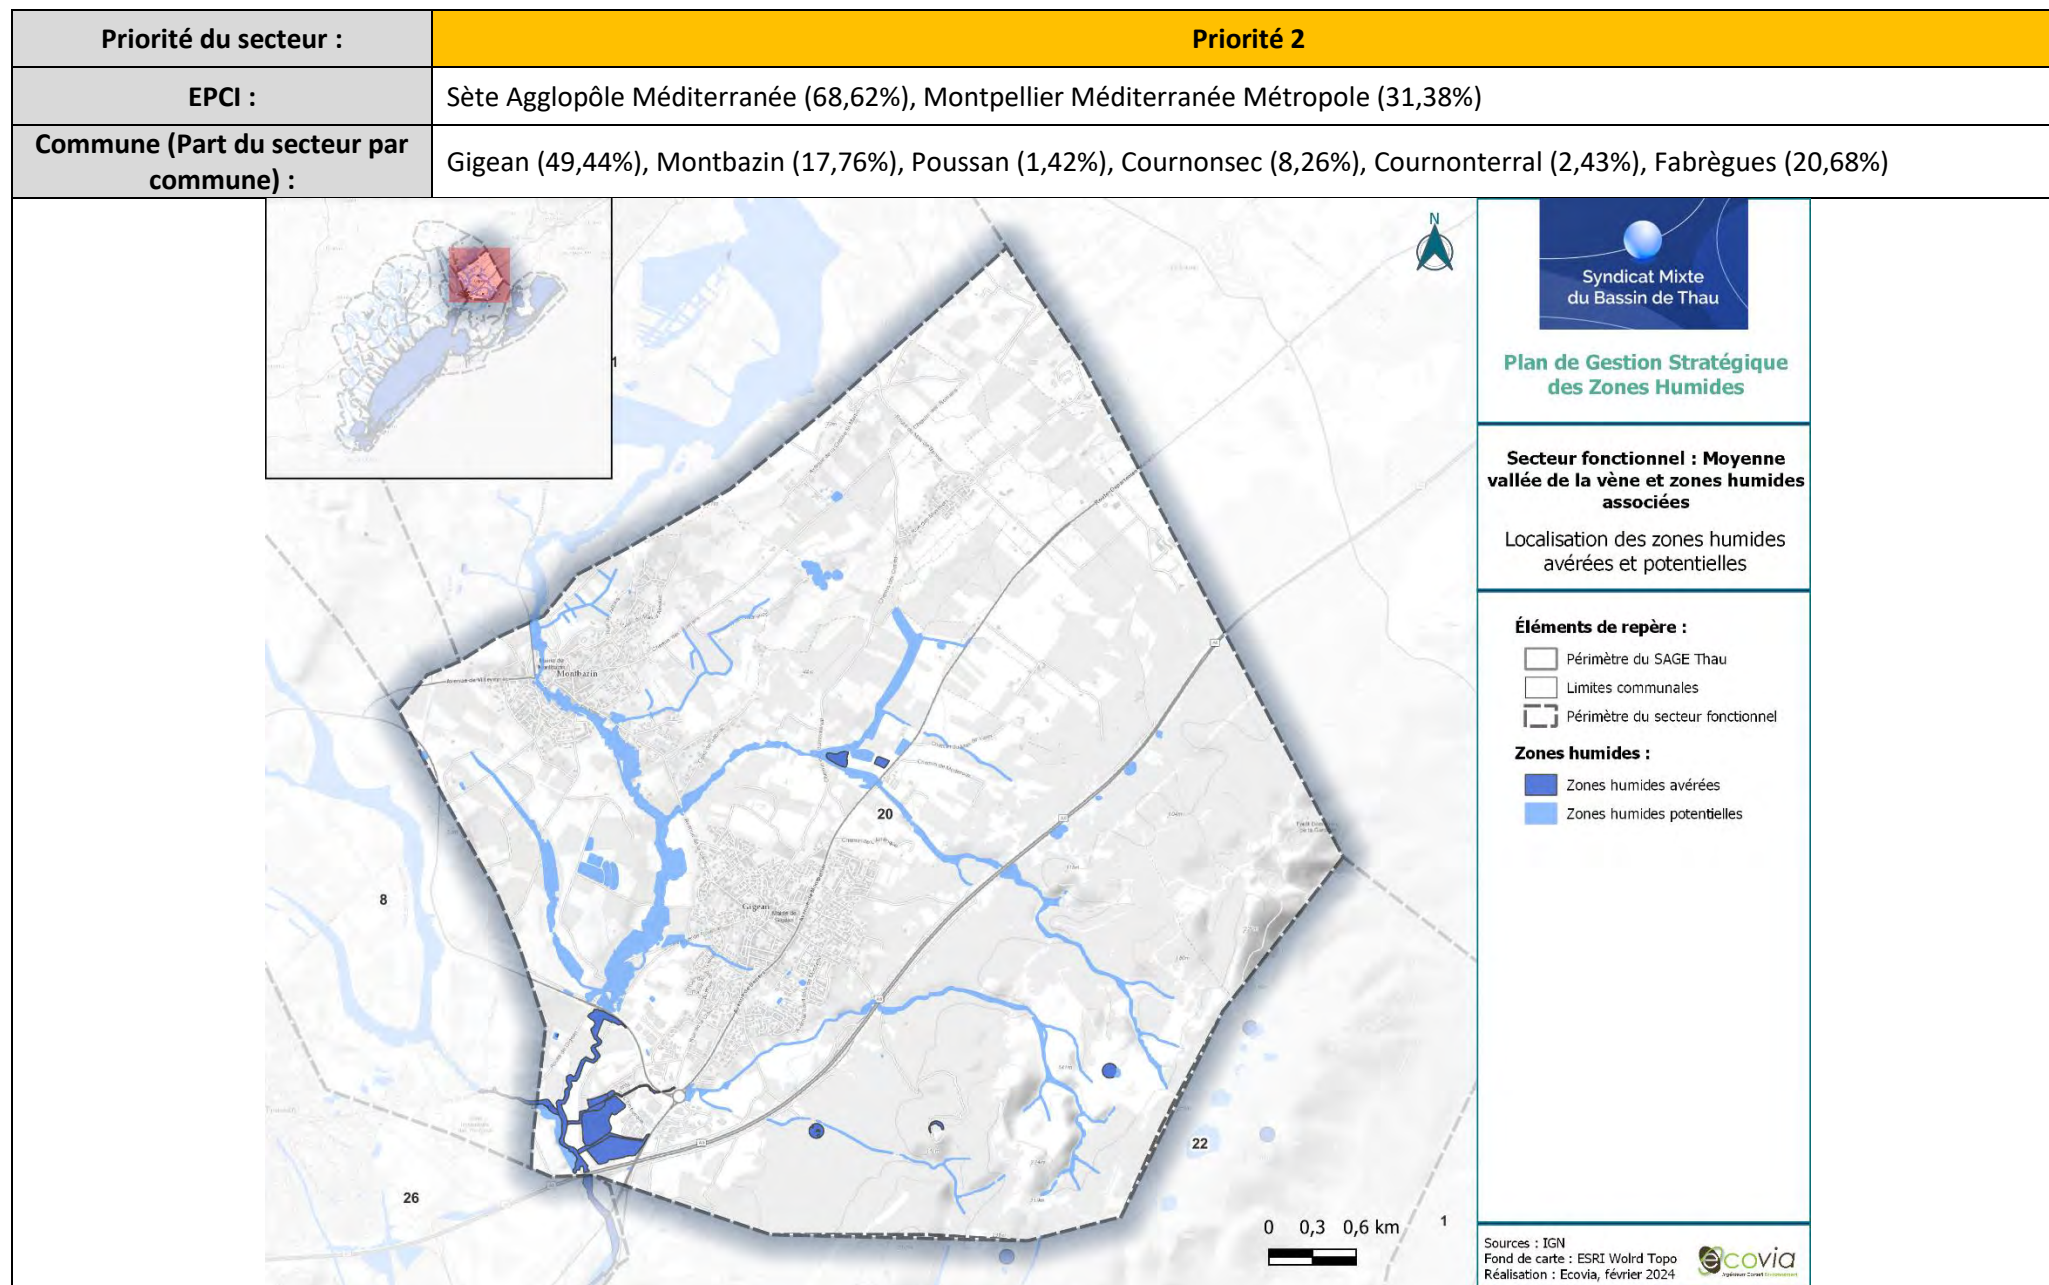 Priorité du secteur :
Priorité 2
EPCI :
Sète Agglopôle Méditerranée (68,62%), Montpellier Méditerranée Métropole (31,38%)
Commune (Part du secteur par
commune) :
Gigean (49,44%), Montbazin (17,76%), Poussan (1,42%), Cournonsec (8,26%), Cournonterral (2,43%), Fabrègues (20,68%)
N
Syndicat Mixte
du Bassin de Thau
Plan de Gestion Stratégique
des Zones Humides
Secteur fonctionnel : Moyenne
vallée de la vène et zones humides
associées
Localisation des zones humides
avérées et potentielles
Éléments de repère :
Périmètre du SAGE Thau
Limites communales
Périmètre du secteur fonctionnel
Zones humides :
Zones humides avérées
Zones humides potentielles
1
Montbazin
20
8
Gigean
22
26
0 0,3 0,6 km
1
Sources : IGN
Fond de carte : ESRI Wolrd Topo
Réalisation : Ecovia, février 2024
ecovia